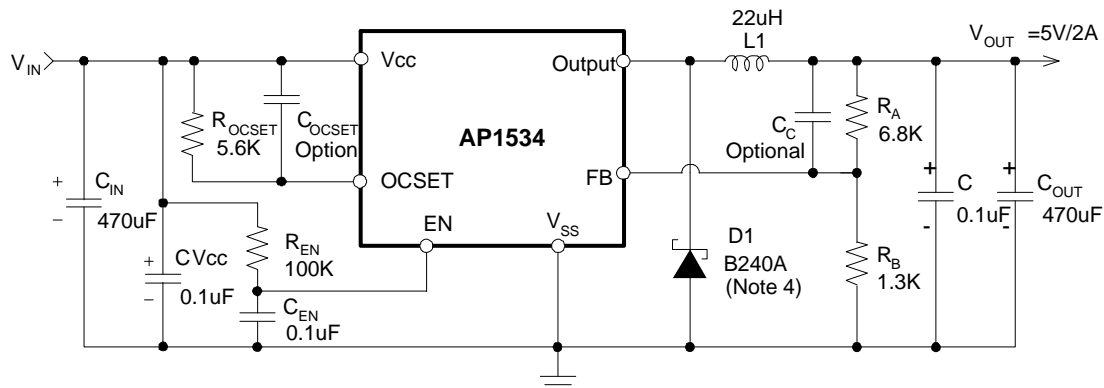 22uH
L1
V_OUT =5V/2A
V_IN
Vcc
Output
R_OCSET
5.6K
C_OCSET
Option
AP1534
C_C
Optional
R_A
6.8K
OCSET
FB
+
C_IN
470uF
−
EN
V_SS
+
C
0.1uF
-
+
C_OUT
470uF
-
R_EN
100K
D1
B240A
(Note 4)
R_B
1.3K
+
CVcc
0.1uF
−
C_EN
0.1uF